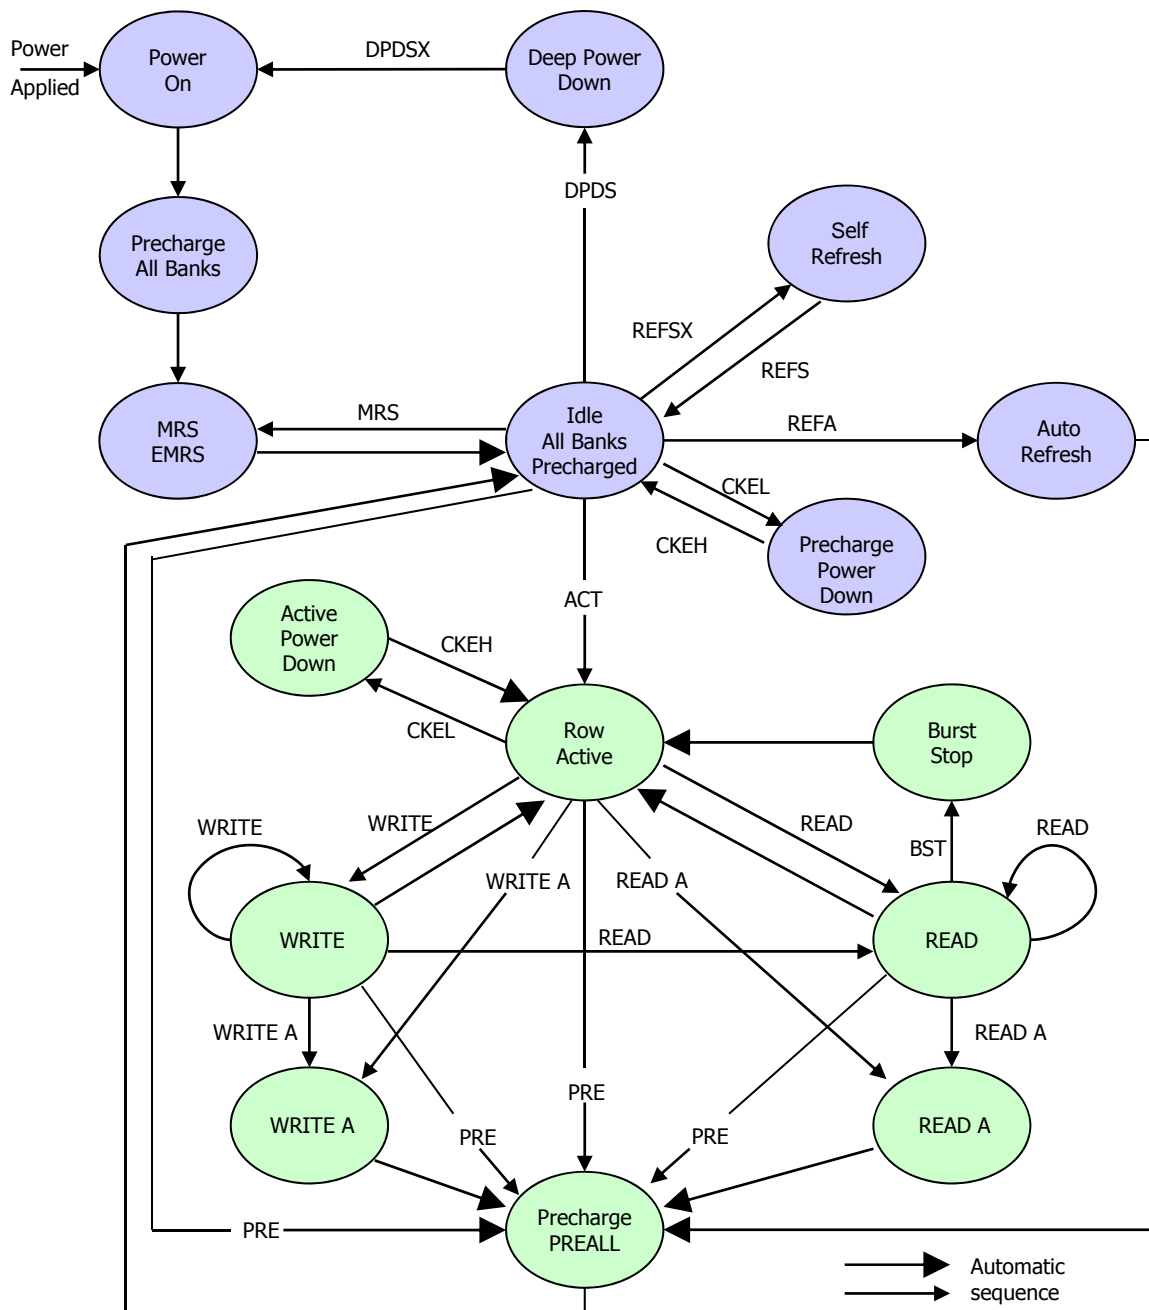 Power
Applied
Power
On
DPDSX
Deep Power
Down
DPDS
Precharge
All Banks
Self
Refresh
REFSX
REFS
MRS
EMRS
MRS
Idle
All Banks
Precharged
REFA
Auto
Refresh
CKEL
CKEH
Precharge
Power
Down
ACT
Active
Power
Down
CKEH
CKEL
Row
Active
Burst
Stop
WRITE
WRITE
READ
BST
READ
WRITE A
READ A
WRITE
READ
READ
WRITE A
READ A
WRITE A
PRE
PRE
PRE
READ A
PRE
Precharge
PREALL
Automatic
sequence